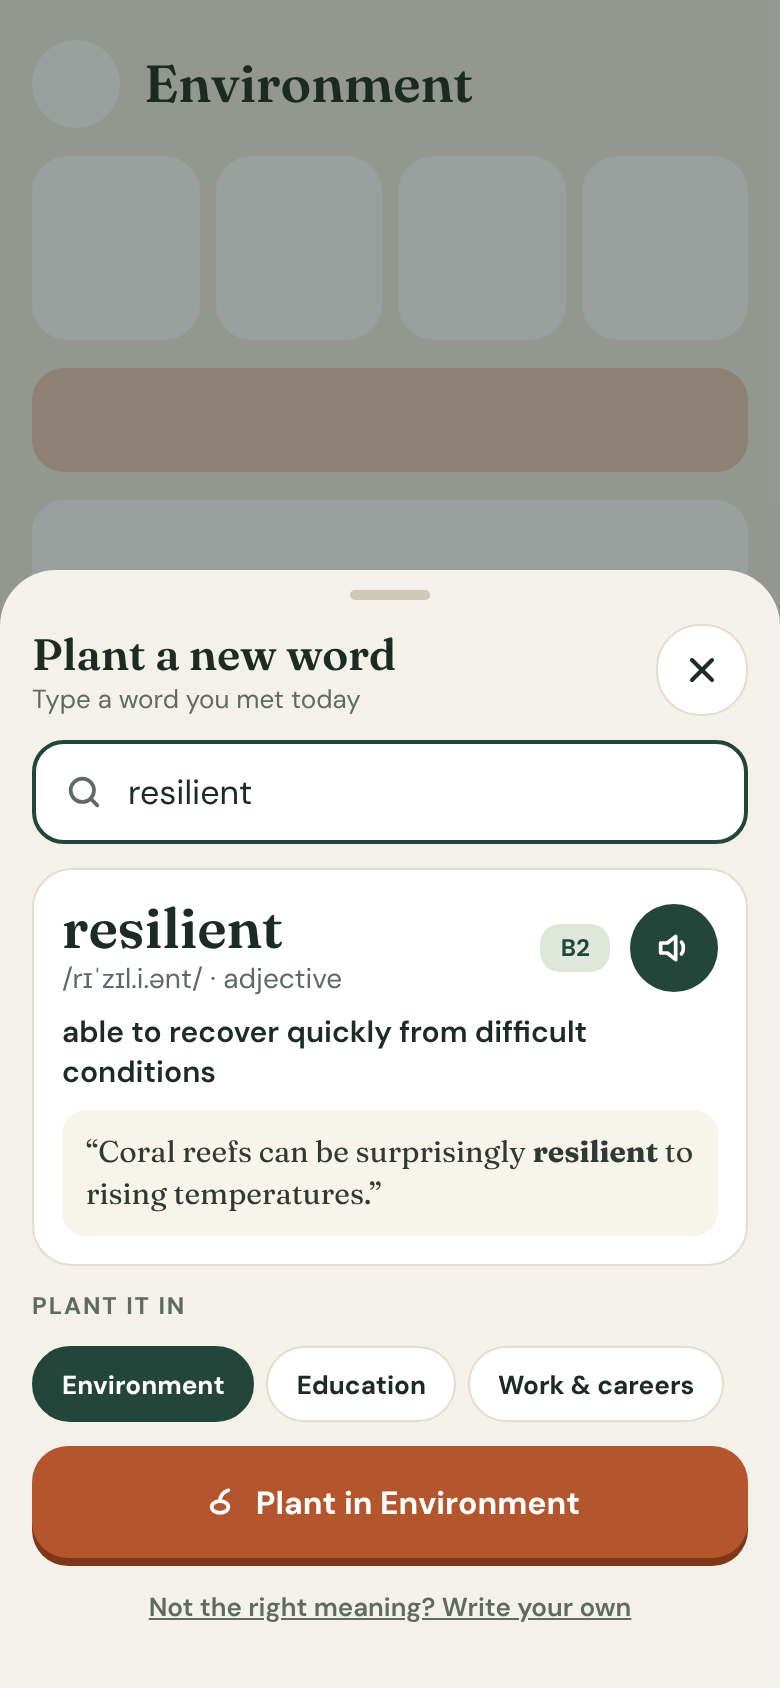 Environment
Plant a new word
Type a word you met today
resilient
resilient
B2
/rɪˈzɪl.i.ənt/ · adjective
able to recover quickly from difficult
conditions
“Coral reefs can be surprisingly resilient to
rising temperatures.”
PLANT IT IN
Environment
Education
Work & careers
Plant in Environment
Not the right meaning? Write your own